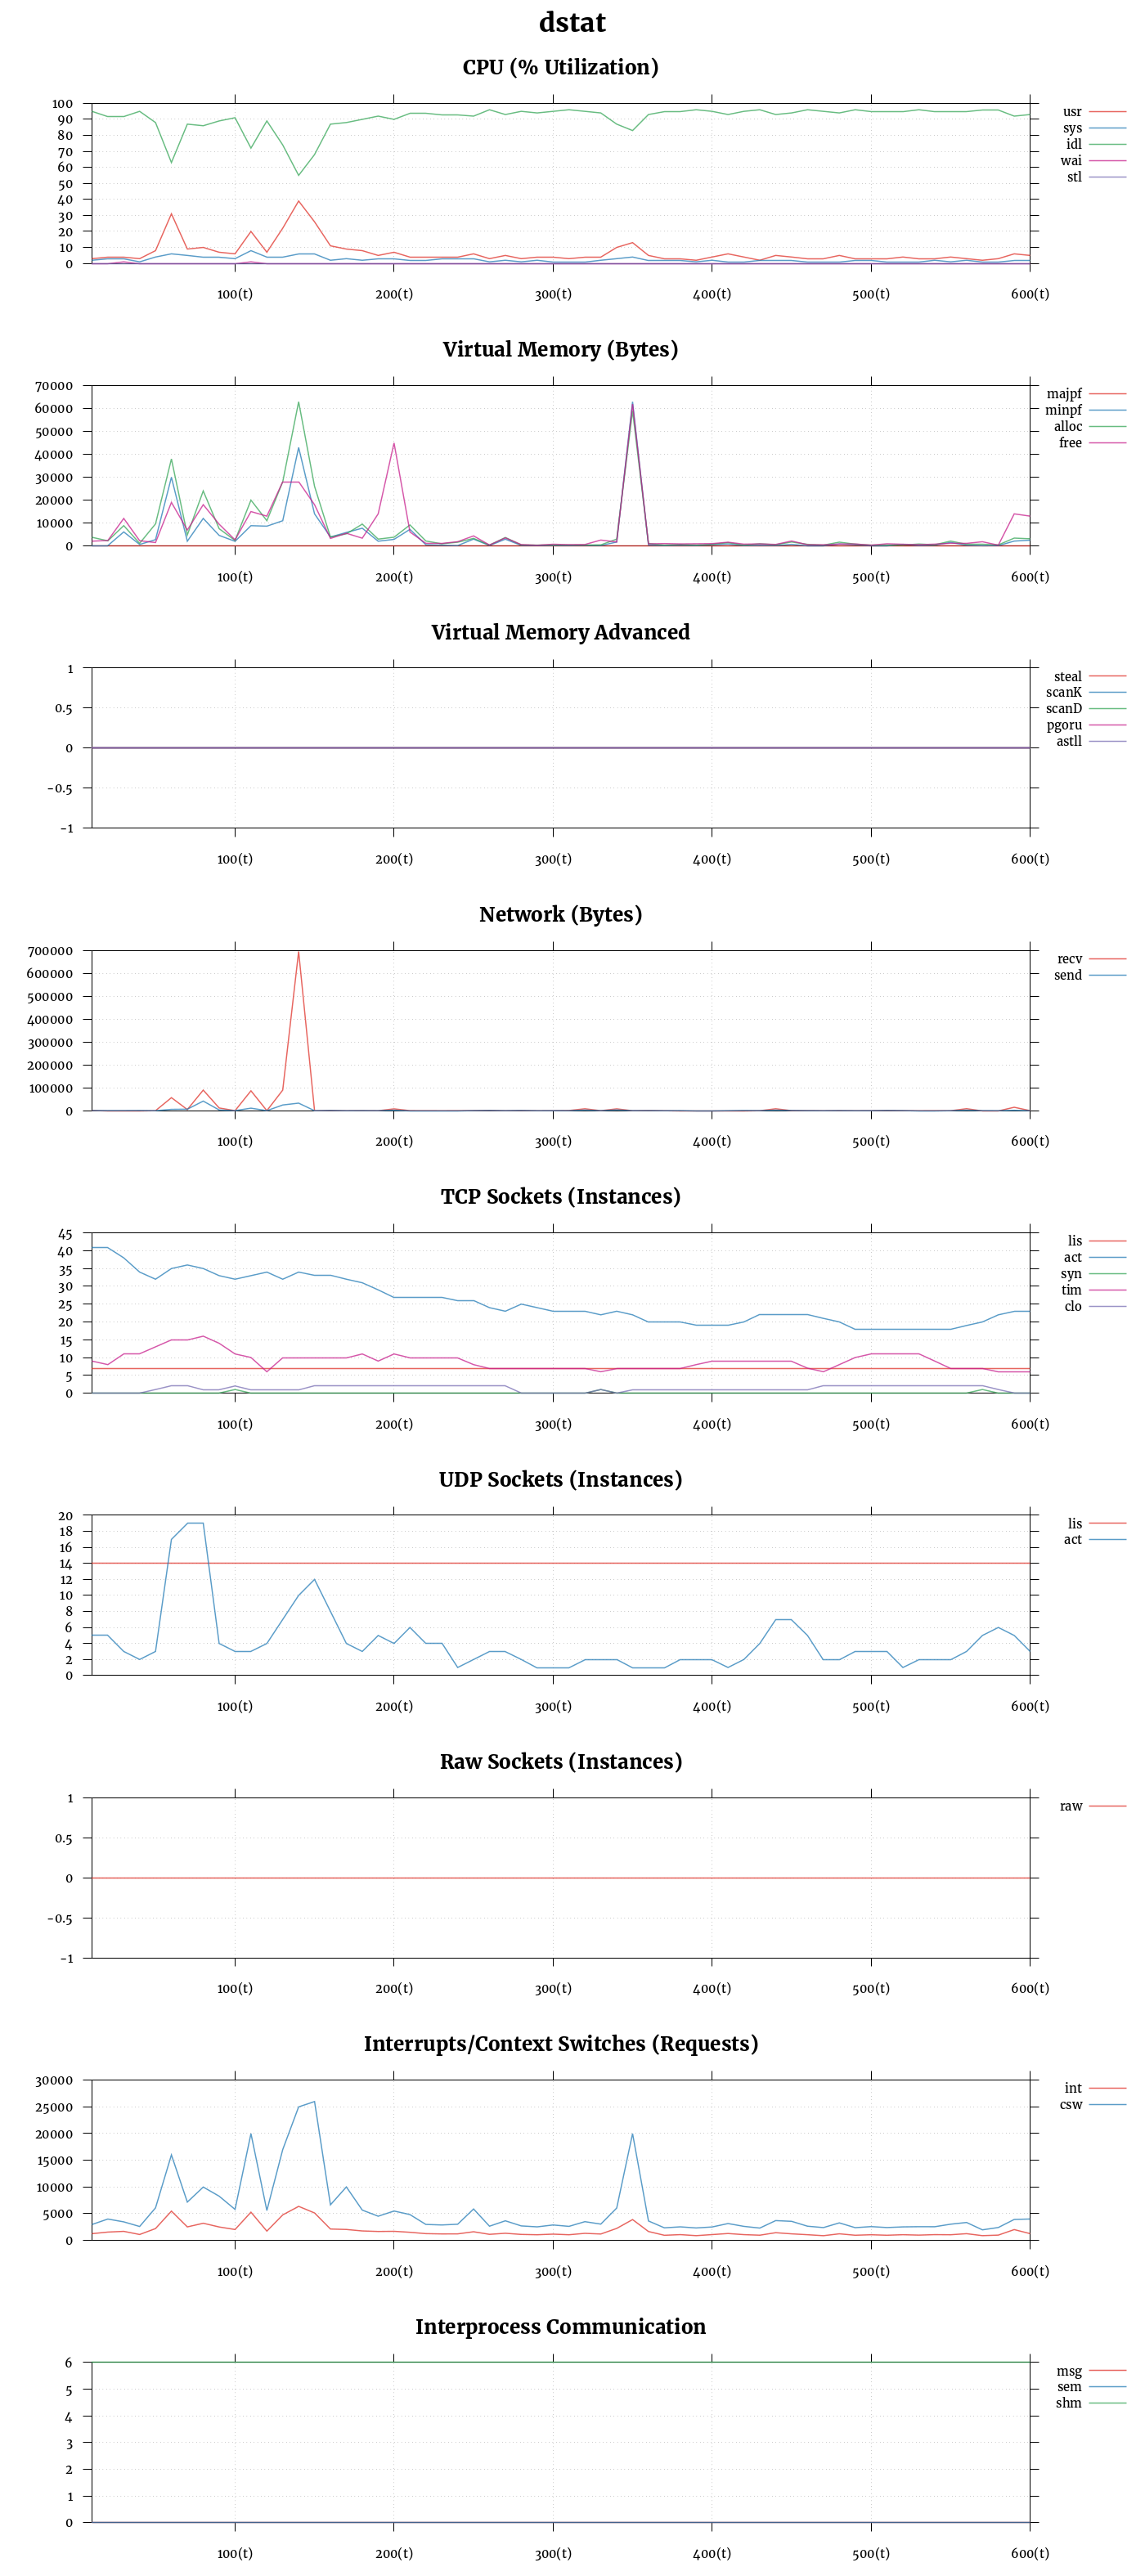 dstat
CPU (% Utilization)
100
90
80
70
60
50
40
30
20
10
0
100(t) 200(t) 300(t) 400(t) 500(t) 600(t)
usr
sys
idl
wai
stl
Virtual Memory (Bytes)
70000
60000
50000
40000
30000
20000
10000
0
100(t) 200(t) 300(t) 400(t) 500(t) 600(t)
majpf
minpf
alloc
free
Virtual Memory Advanced
1
0.5
0
-0.5
-1
100(t) 200(t) 300(t) 400(t) 500(t) 600(t)
steal
scanK
scanD
pgoru
astll
Network (Bytes)
700000
600000
500000
400000
300000
200000
100000
0
100(t) 200(t) 300(t) 400(t) 500(t) 600(t)
recv
send
TCP Sockets (Instances)
45
40
35
30
25
20
15
10
5
0
100(t) 200(t) 300(t) 400(t) 500(t) 600(t)
lis
act
syn
tim
clo
UDP Sockets (Instances)
20
18
16
14
12
10
8
6
4
2
0
100(t) 200(t) 300(t) 400(t) 500(t) 600(t)
lis
act
Raw Sockets (Instances)
1
0.5
0
-0.5
-1
100(t) 200(t) 300(t) 400(t) 500(t) 600(t)
raw
Interrupts/Context Switches (Requests)
30000
25000
20000
15000
10000
5000
0
100(t) 200(t) 300(t) 400(t) 500(t) 600(t)
int
csw
Interprocess Communication
6
5
4
3
2
1
0
100(t) 200(t) 300(t) 400(t) 500(t) 600(t)
msg
sem
shm